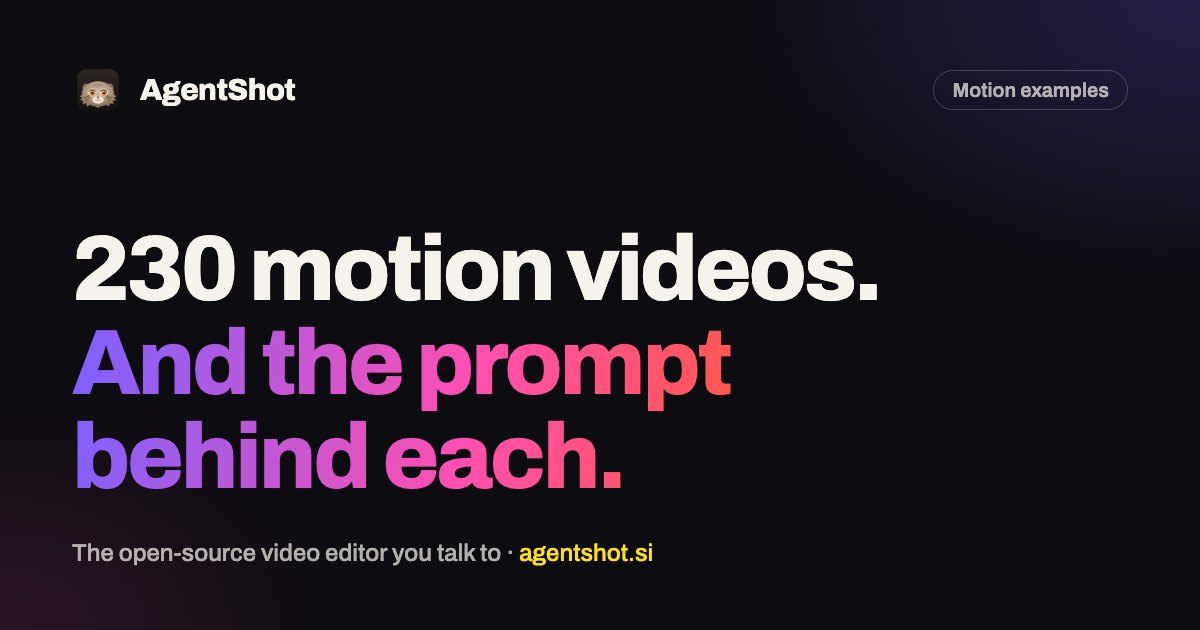 AgentShot
Motion examples
230 motion videos.
And the prompt
behind each.
The open-source video editor you talk to · agentshot.si